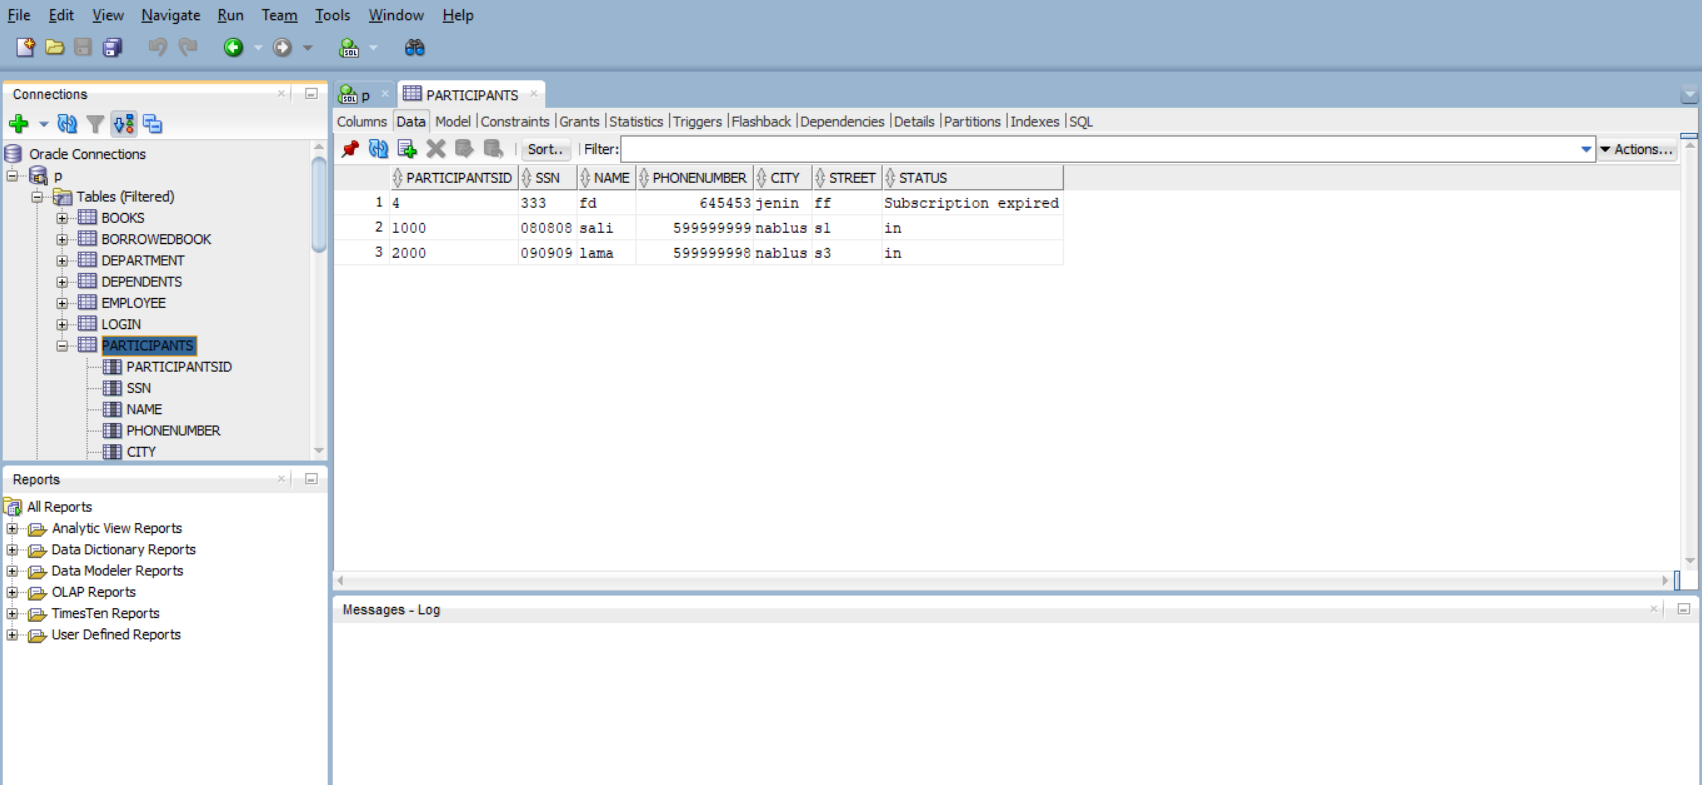 File Edit View Navigate Run Team Tools Window Help
SQL
Connections
Oracle Connections
p
Tables (Filtered)
BOOKS
BORROWEDBOOK
DEPARTMENT
DEPENDENTS
EMPLOYEE
LOGIN
PARTICIPANTS
PARTICIPANTSID
SSN
NAME
PHONENUMBER
CITY
Reports
All Reports
Analytic View Reports
Data Dictionary Reports
Data Modeler Reports
OLAP Reports
TimesTen Reports
User Defined Reports
SQL p PARTICIPANTS
Columns Data Model |Constraints |Grants |Statistics |Triggers |Flashback |Dependencies |Details |Partitions |Indexes |SQL
Sort.. Filter: Actions...
PARTICIPANTSID SSN NAME PHONENUMBER CITY STREET STATUS
1 4 333 fd 645453 jenin ff Subscription expired
2 1000 080808 sali 599999999 nablus s1 in
3 2000 090909 lama 599999998 nablus s3 in
Messages - Log